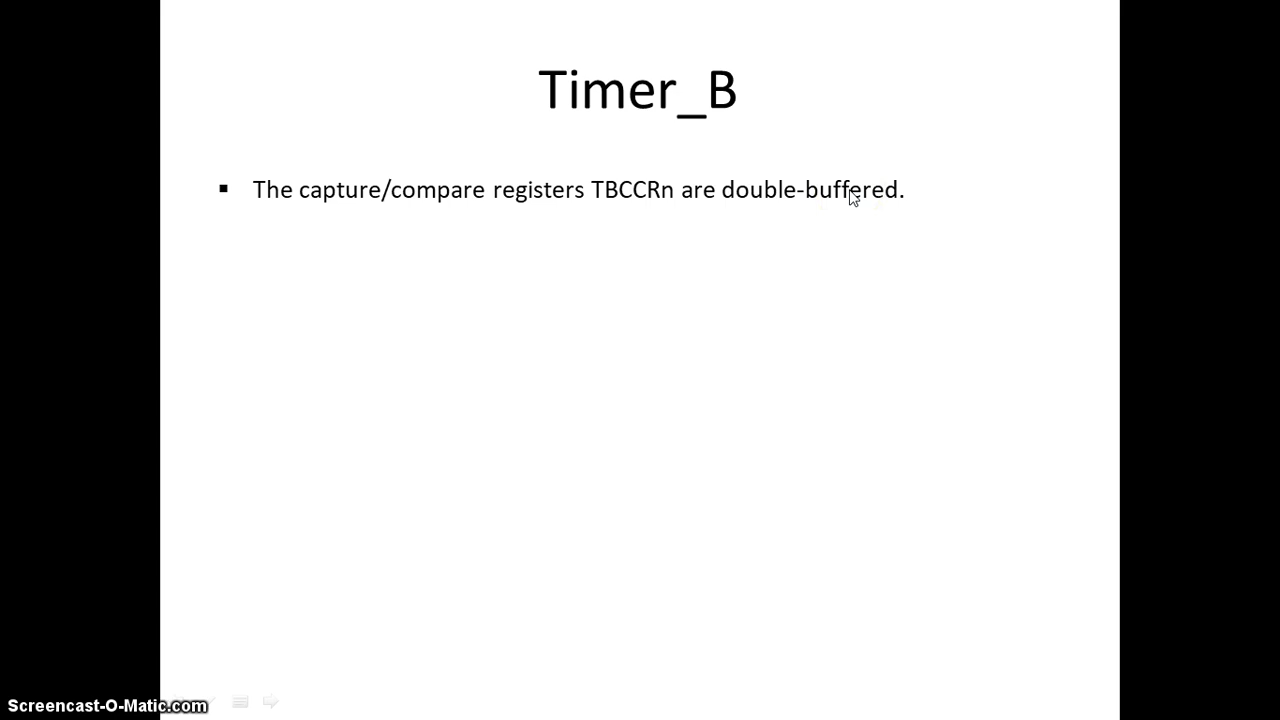 Timer_B
▪ The capture/compare registers TBCCRn are double-buffered.
Screencast-O-Matic.com